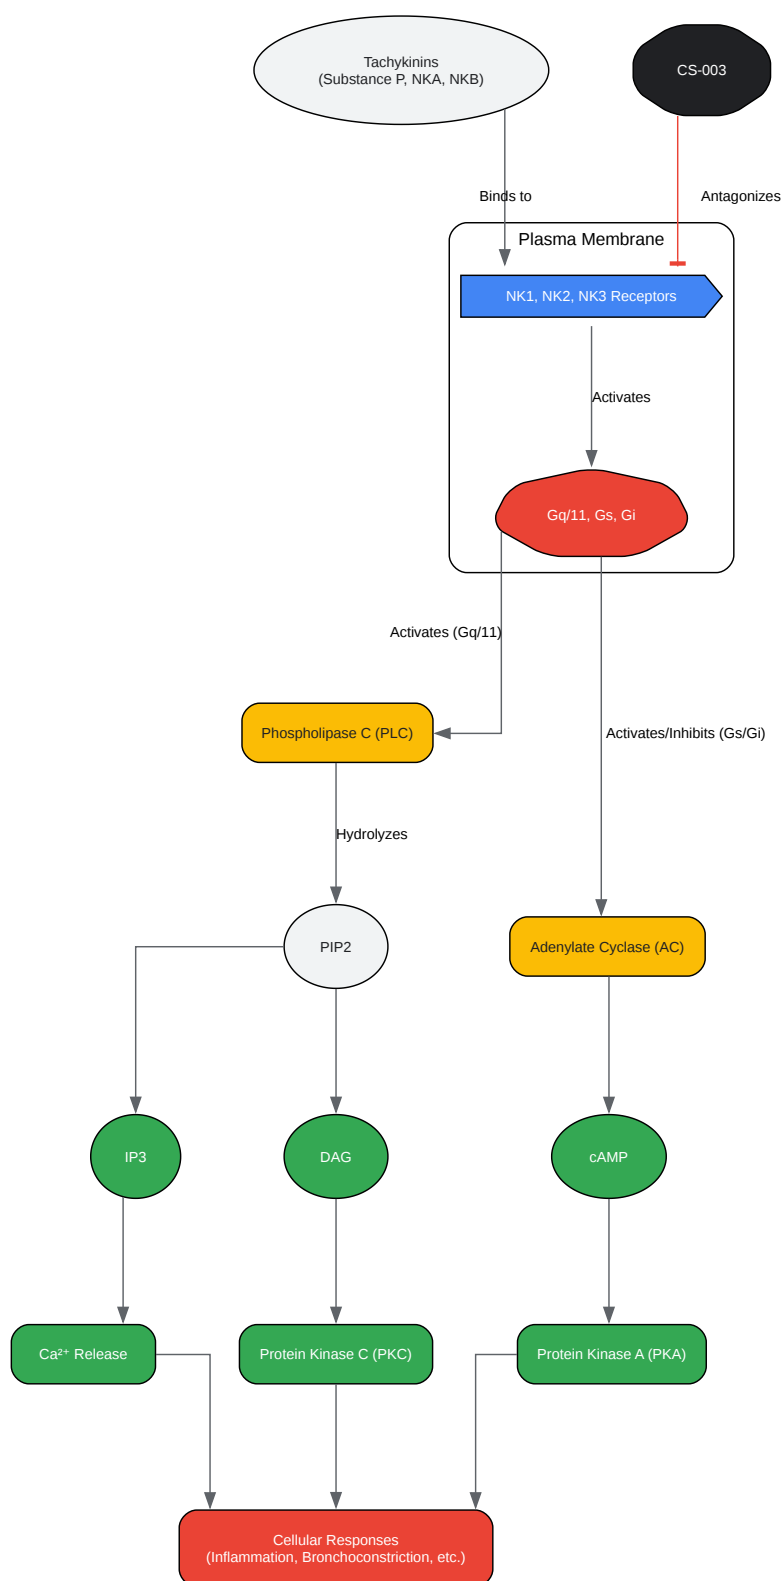 Tachykinins
(Substance P, NKA, NKB)
CS-003
Binds to
Antagonizes
Plasma Membrane
NK1, NK2, NK3 Receptors
Activates
Gq/11, Gs, Gi
Activates (Gq/11)
Phospholipase C (PLC)
Activates/Inhibits (Gs/Gi)
Hydrolyzes
PIP2
Adenylate Cyclase (AC)
IP3
DAG
cAMP
Ca²⁺ Release
Protein Kinase C (PKC)
Protein Kinase A (PKA)
Cellular Responses
(Inflammation, Bronchoconstriction, etc.)